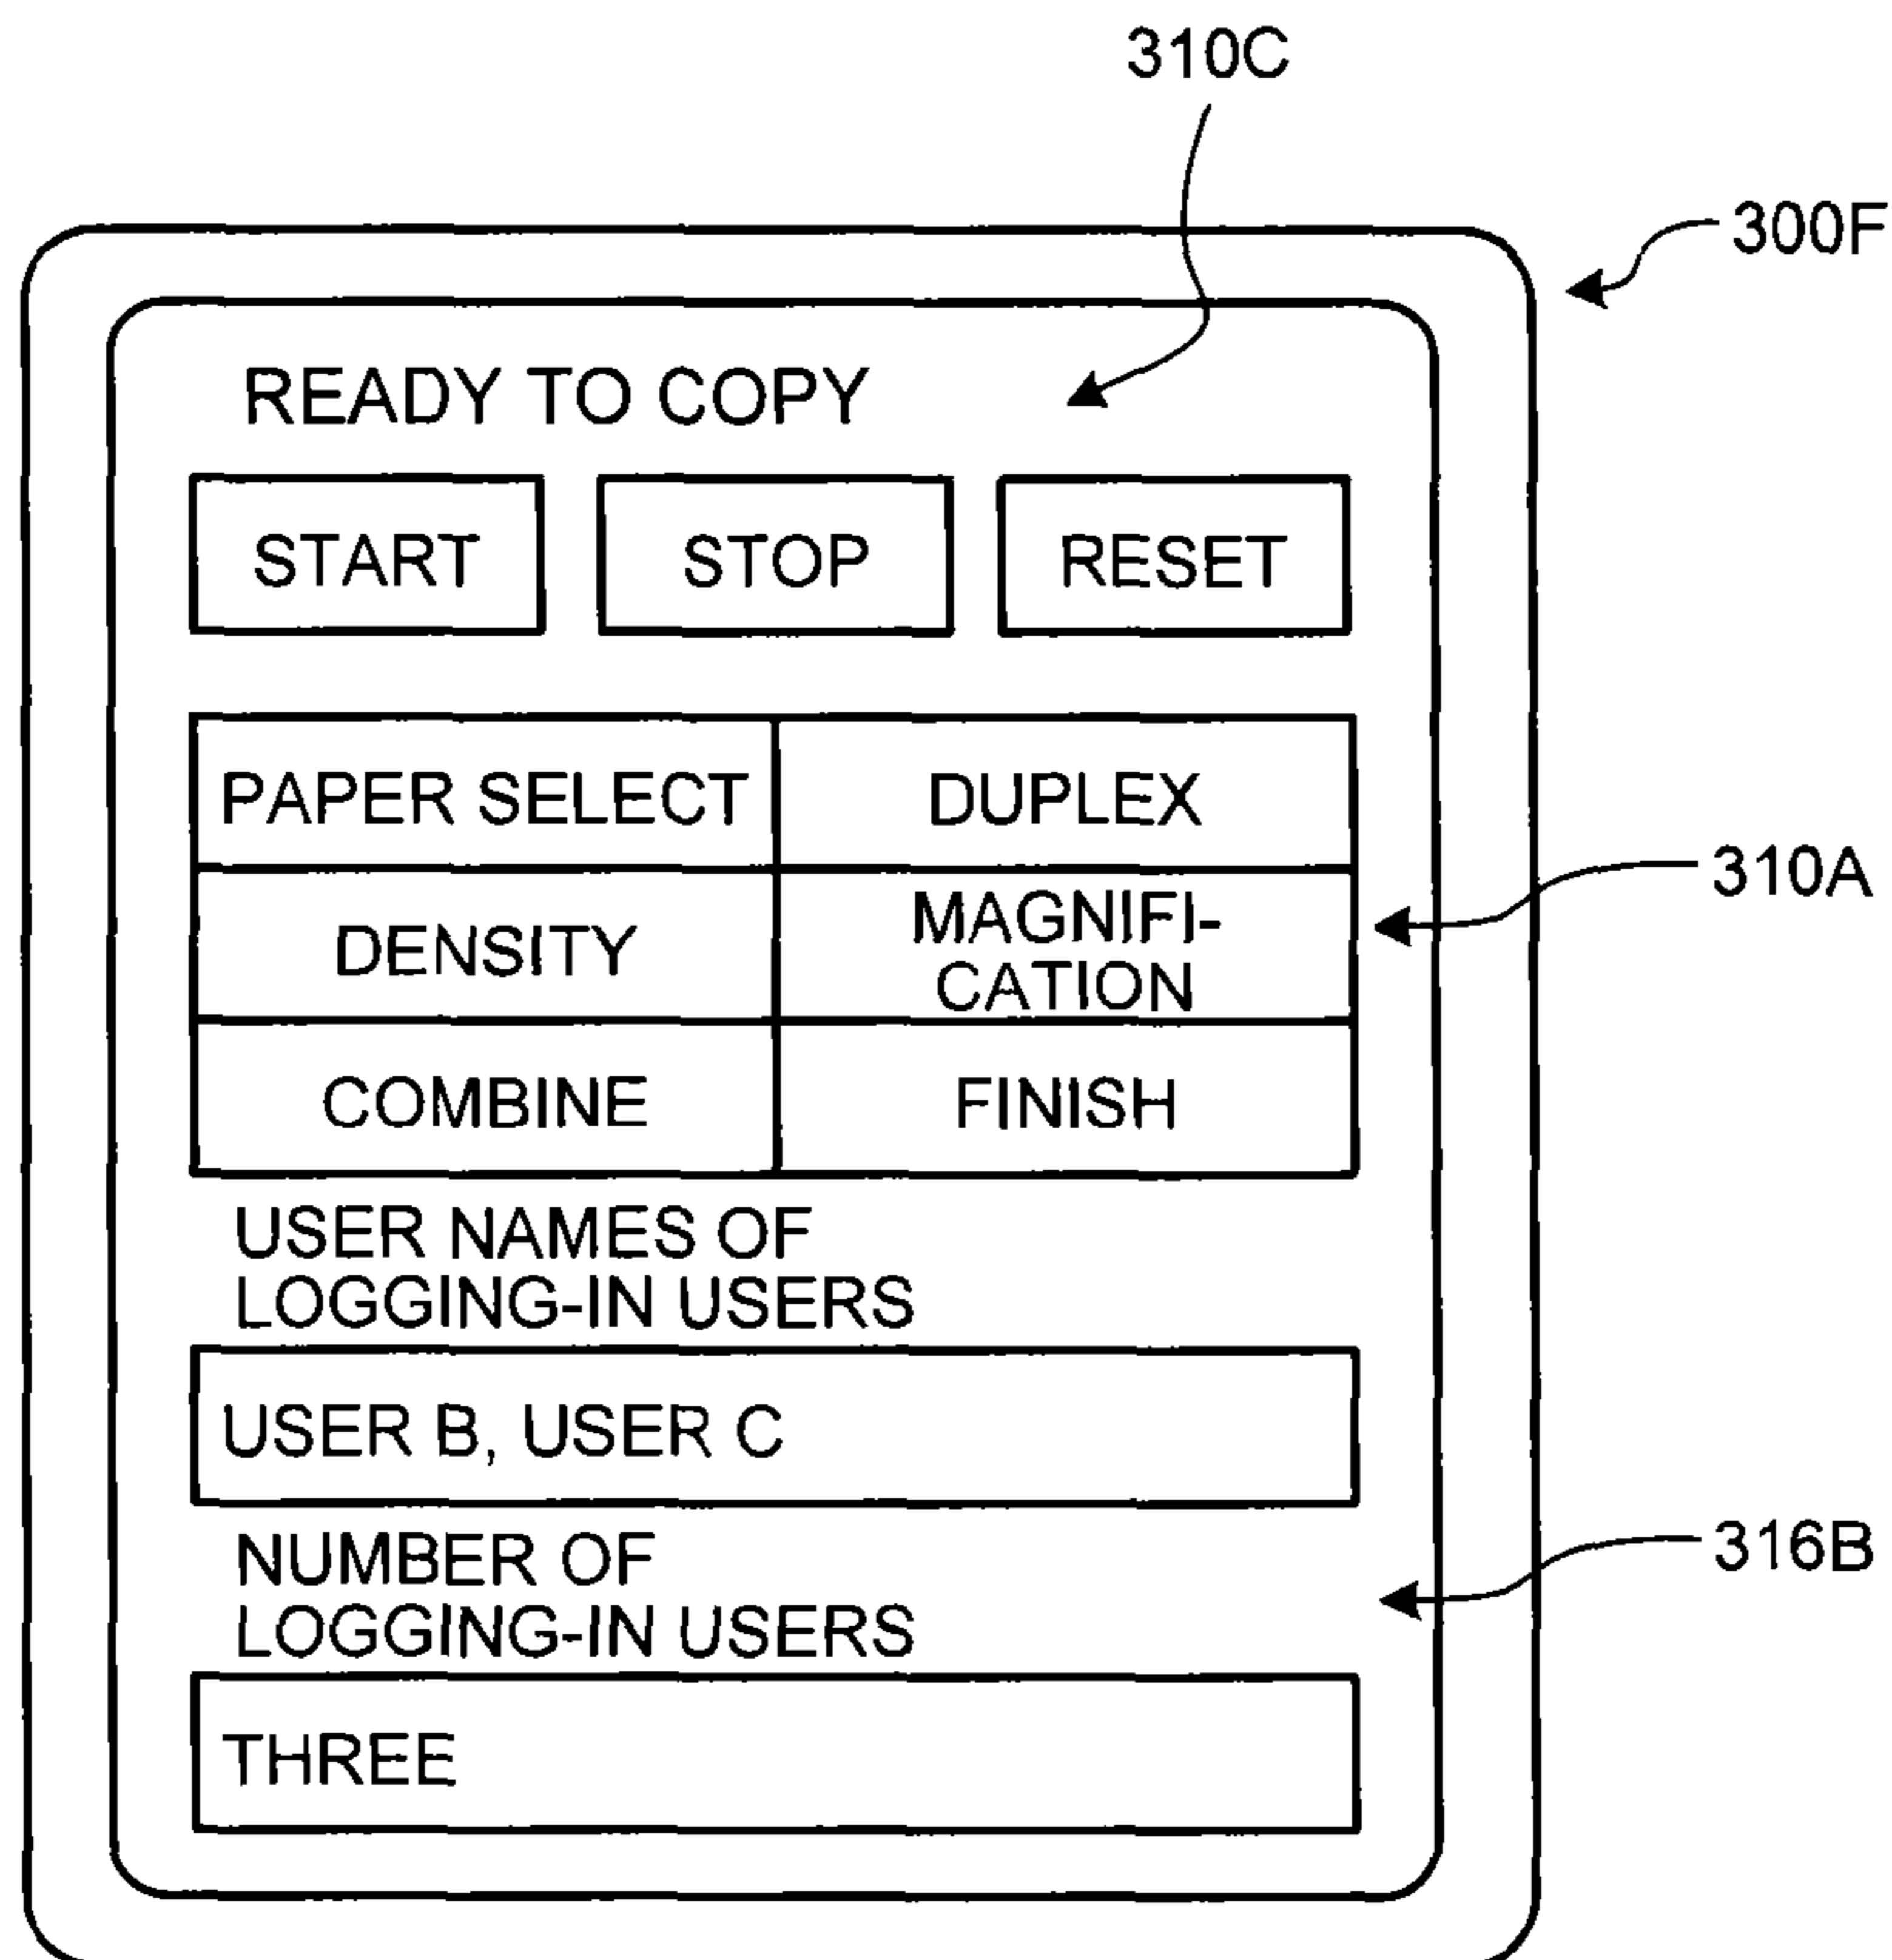 310C
300F
READY TO COPY
START STOP RESET
PAPER SELECT DUPLEX
310A
DENSITY MAGNIFI-
CATION
COMBINE FINISH
USER NAMES OF
LOGGING-IN USERS
USER B, USER C
NUMBER OF
316B
LOGGING-IN USERS
THREE